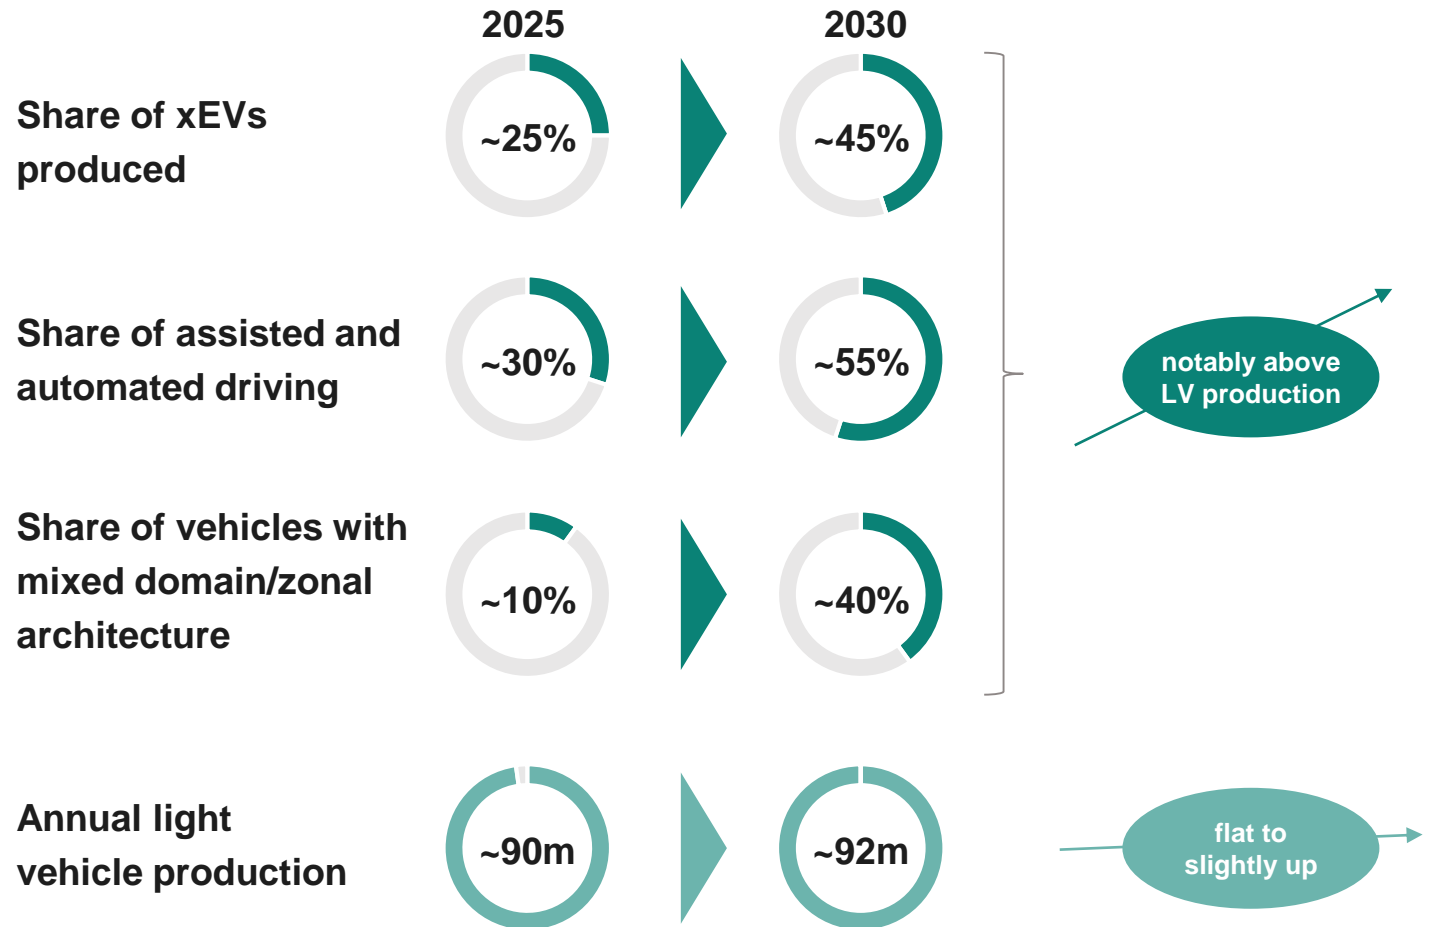 2025
2030
Share of xEVs
produced
~25%
~45%
Share of assisted and
automated driving
~30%
~55%
notably above
LV production
Share of vehicles with
mixed domain/zonal
architecture
~10%
~40%
Annual light
vehicle production
~90m
~92m
flat to
slightly up